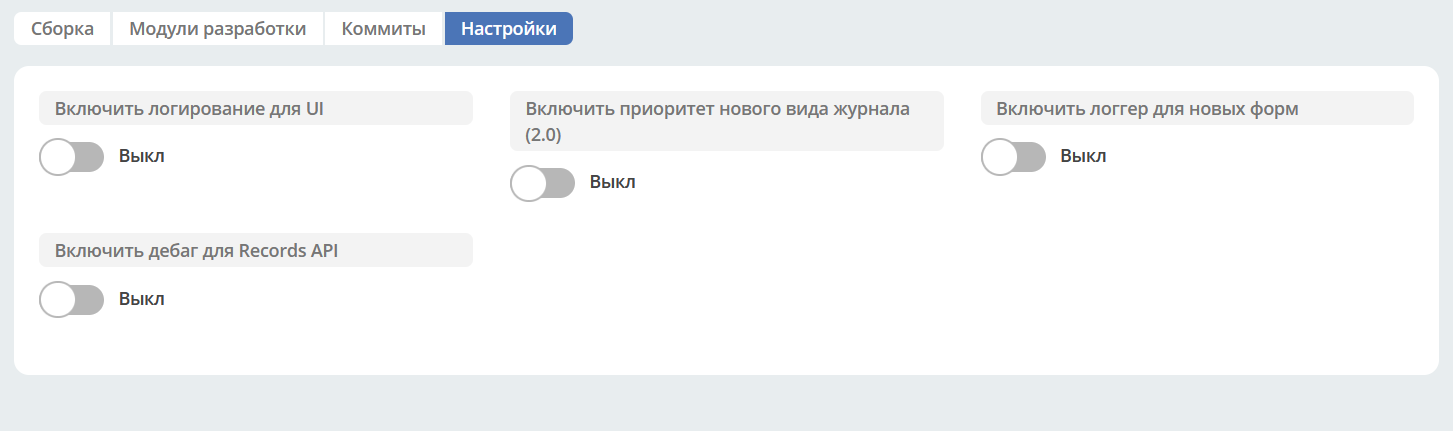 Сборка
Модули разработки
Коммиты
Настройки
Включить логирование для UI
Выкл
Включить приоритет нового вида журнала
(2.0)
Выкл
Включить логгер для новых форм
Выкл
Включить дебаг для Records API
Выкл